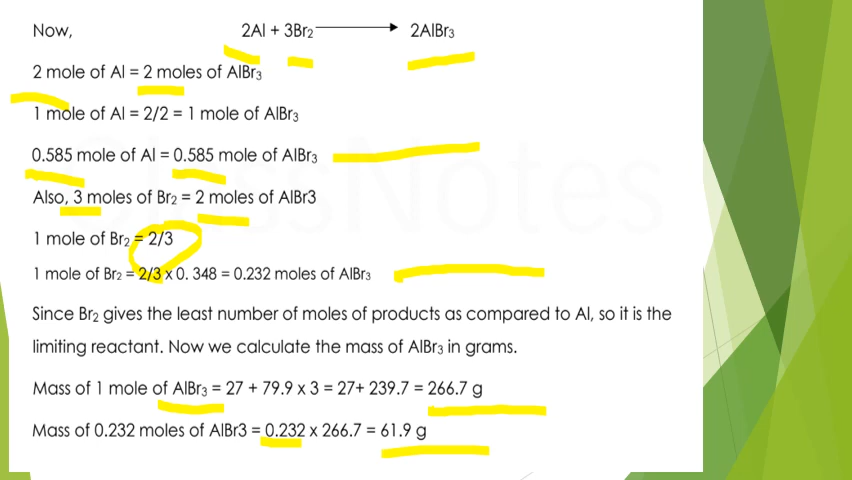 Now, 2Al + 3Br₂ ⟶ 2AlBr₃
2 mole of Al = 2 moles of AlBr₃
1 mole of Al = 2/2 = 1 mole of AlBr₃
0.585 mole of Al = 0.585 mole of AlBr₃
Also, 3 moles of Br₂ = 2 moles of AlBr3
1 mole of Br₂ = 2/3
1 mole of Br₂ = 2/3 x 0. 348 = 0.232 moles of AlBr₃
Since Br₂ gives the least number of moles of products as compared to Al, so it is the
limiting reactant. Now we calculate the mass of AlBr₃ in grams.
Mass of 1 mole of AlBr₃ = 27 + 79.9 x 3 = 27+ 239.7 = 266.7 g
Mass of 0.232 moles of AlBr3 = 0.232 x 266.7 = 61.9 g